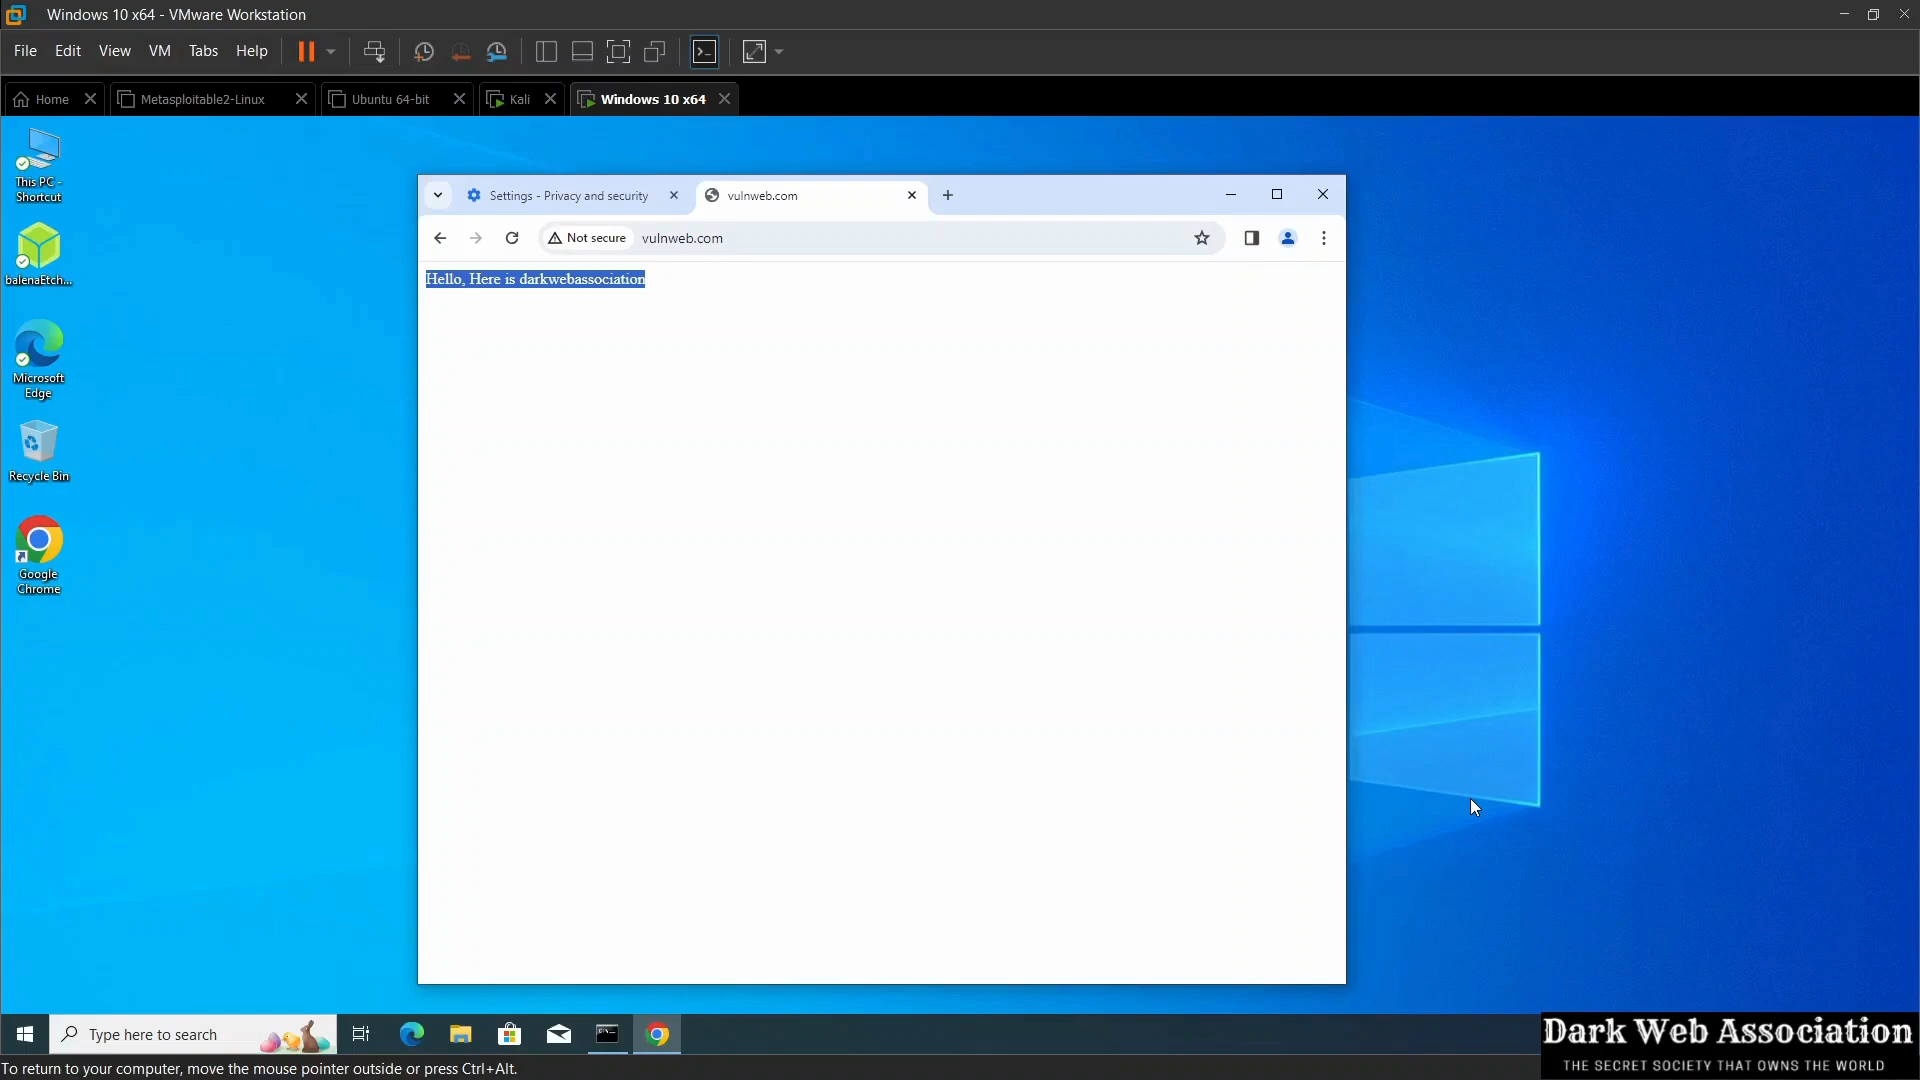 Windows 10 x64 - VMware Workstation
File Edit View VM Tabs Help
Home Metasploitable2-Linux Ubuntu 64-bit Kali Windows 10 x64
This PC -
Shortcut
balenaEtch...
Microsoft
Edge
Recycle Bin
Google
Chrome
Settings - Privacy and security vulnweb.com
Not secure vulnweb.com
Hello, Here is darkwebassociation
Type here to search
Dark Web Association
THE SECRET SOCIETY THAT OWNS THE WORLD
To return to your computer, move the mouse pointer outside or press Ctrl+Alt.